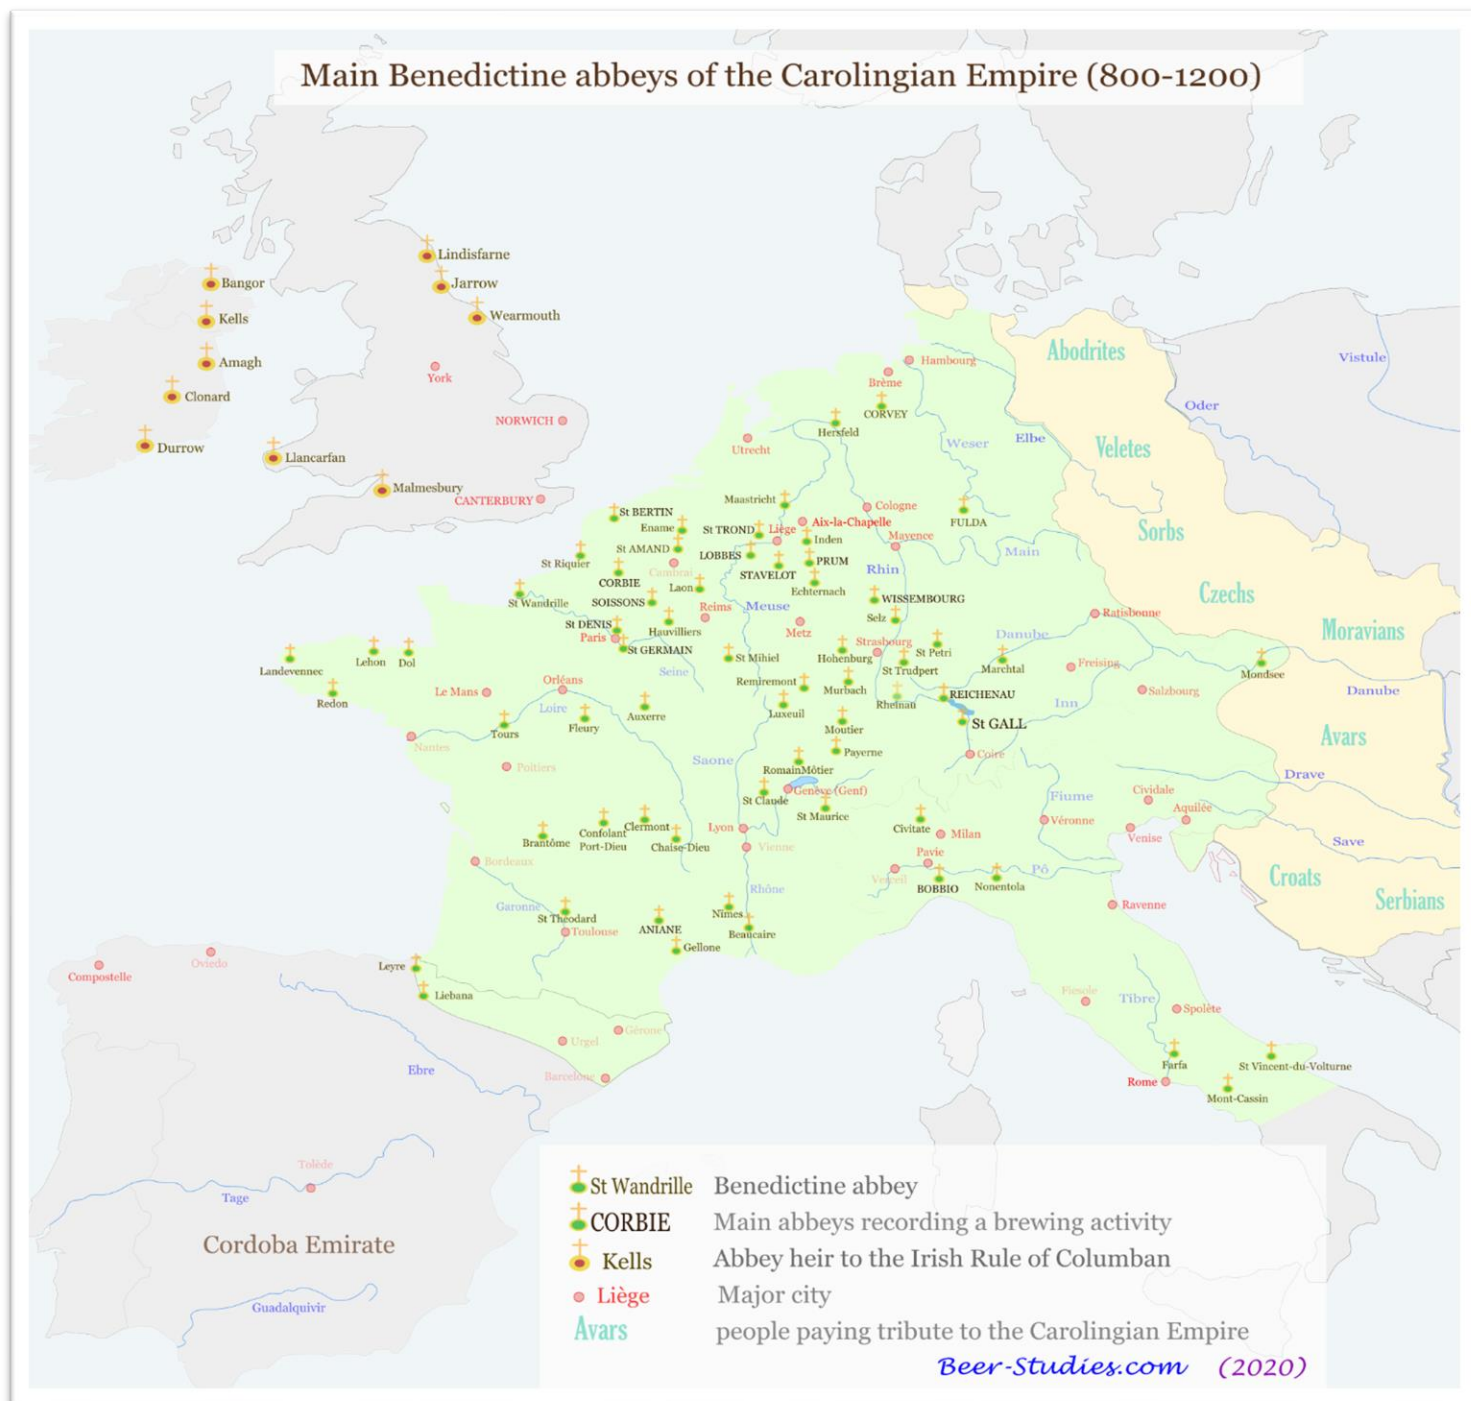 Main Benedictine abbeys of the Carolingian Empire (800-1200)
Lindisfarne
Bangor
Jarrow
Kells
Wearmouth
Amagh
York
Clonard
NORWICH
Durrow
Llancarfan
Malmesbury
CANTERBURY
Abodrites
Vistule
Hambourg
Brème
CORVEY
Oder
Hersfeld
Weser
Elbe
Veletes
Utrecht
Maastricht
Cologne
St BERTIN
Ename
St TROND
Liège
Aix-la-Chapelle
FULDA
Sorbs
St AMAND
LOBBES
Inden
Mayence
Main
St Riquier
Cambrai
STAVELOT
PRUM
Rhin
CORBIE
Laon
Echternach
Czechs
St Wandrille
SOISSONS
Reims
Meuse
WISSEMBOURG
Selz
Ratisbonne
St DENIS
Hauvilliers
Metz
Danube
Moravians
Paris
St GERMAIN
Strasbourg
St Petri
Landevennec
Lehon
Dol
St Mihiel
Hohenburg
St Trudpert
Marchtal
Freising
Mondsee
Seine
Remiremont
Murbach
Redon
Le Mans
Orléans
Rheinau
REICHENAU
Salzbourg
Danube
Loire
Auxerre
Luxeuil
Inn
Tours
Fleury
Moutier
St GALL
Avars
Nantes
Payerne
Coire
Saone
Poitiers
RomainMôtier
Drave
Genève (Genf)
St Claude
Fiume
Cividale
St Maurice
Aquilée
Clermont
Confolant
Port-Dieu
Lyon
Civitate
Milan
Véronne
Venise
Brantôme
Chaise-Dieu
Vienne
Save
Bordeaux
Pavie
Verceil
Pô
Croats
BOBBIO
Nonentola
Rhône
Serbians
Garonne
St Théodard
Nîmes
Ravenne
Toulouse
ANIANE
Beaucaire
Gellone
Compostelle
Oviedo
Leyre
Liebana
Fiesole
Tibre
Spolète
Gérone
Urgel
Ebre
Barcelone
Farfa
St Vincent-du-Volturne
Rome
Mont-Cassin
Tolède
Tage
Cordoba Emirate
Guadalquivir
St Wandrille Benedictine abbey
CORBIE Main abbeys recording a brewing activity
Kells Abbey heir to the Irish Rule of Columban
Liège Major city
Avars people paying tribute to the Carolingian Empire
Beer-Studies.com (2020)